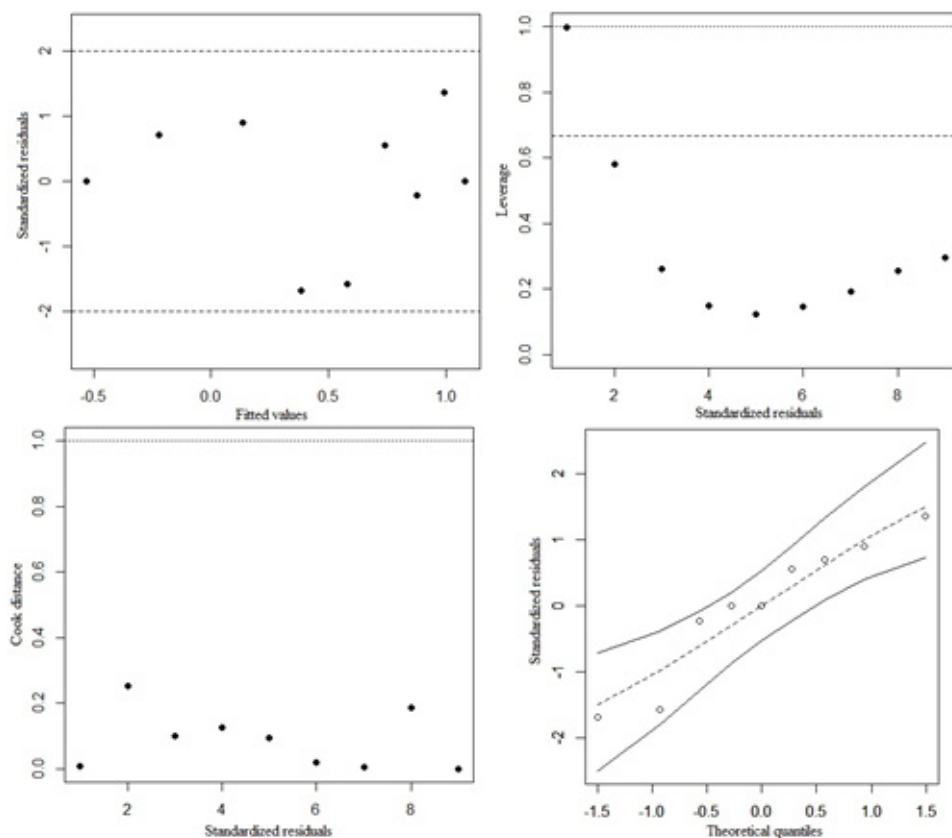 Standardized residuals
2
1
0
-1
-2
-0.5 0.0 0.5 1.0
Fitted values
Leverage
1.0
0.8
0.6
0.4
0.2
0.0
2 4 6 8
Standardized residuals
Cook distance
1.0
0.8
0.6
0.4
0.2
0.0
2 4 6 8
Standardized residuals
Standardized residuals
2
1
0
-1
-2
-1.5 -1.0 -0.5 0.0 0.5 1.0 1.5
Theoretical quantiles